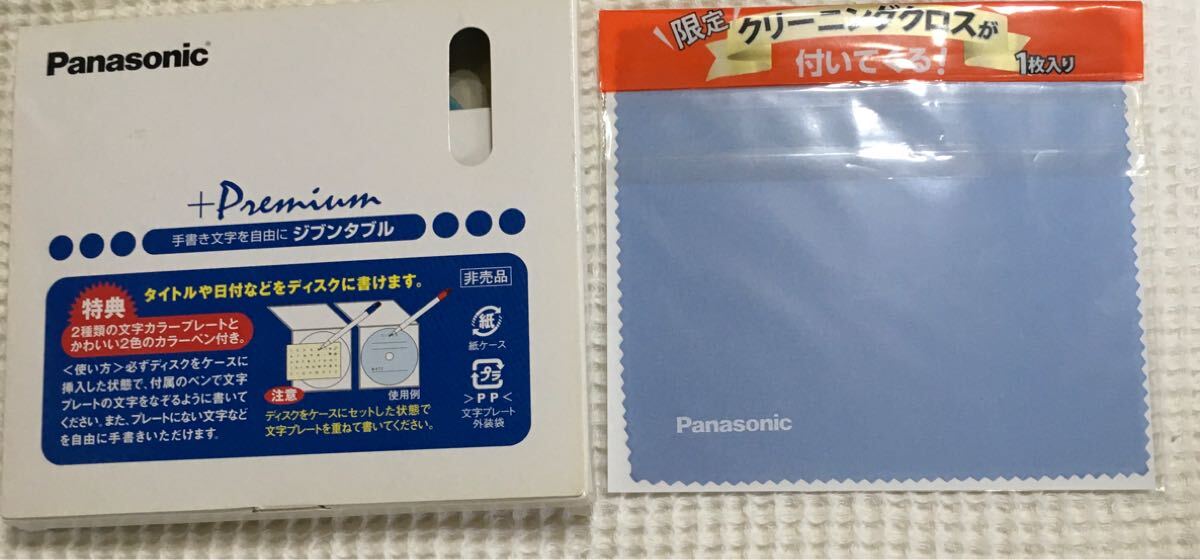 Panasonic
+Premium
手書き文字を自由に ジブンタブル
特典
タイトルや日付などをディスクに書けます。
2種類の文字カラープレートと
かわいい2色のカラーペン付き。
<使い方>必ずディスクをケースに
挿入した状態で、付属のペンで文字
プレートの文字をなぞるように書いて
ください。また、プレートにない文字など
を自由に手書きいただけます。
注意
使用例
ディスクをケースにセットした状態で
文字プレートを重ねて書いてください。
非売品
紙
紙ケース
プラ
>PP<
文字プレート
外装袋
限定
クリーニングクロスが
付いてくる!
1枚入り
Panasonic